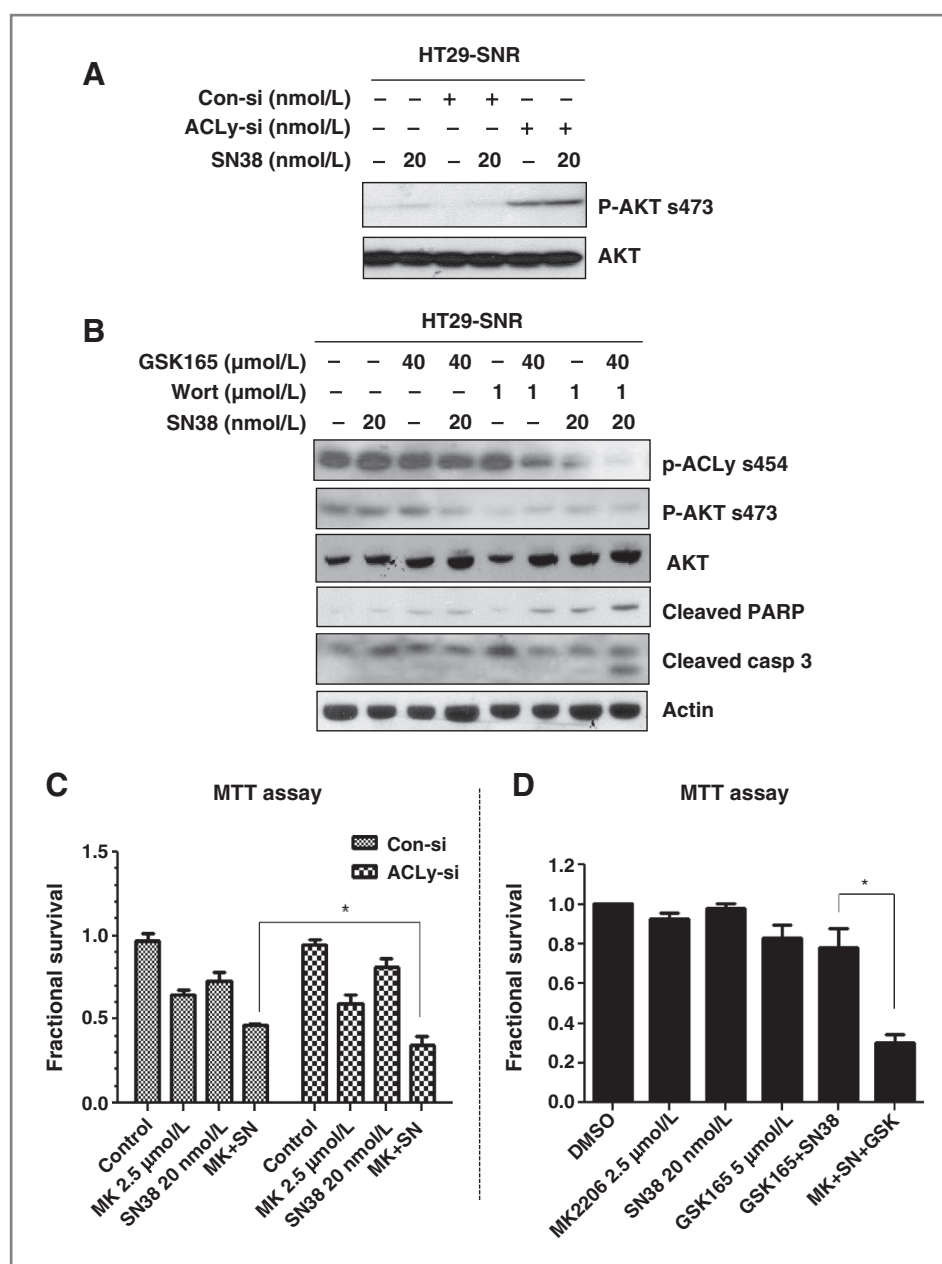 A
HT29-SNR
Con-si (nmol/L) – – + + – –
ACLy-si (nmol/L) – – – – + +
SN38 (nmol/L) – 20 – 20 – 20
P-AKT s473
AKT
B
HT29-SNR
GSK165 (µmol/L) – – 40 40 – 40 – 40
Wort (µmol/L) – – – – 1 1 1 1
SN38 (nmol/L) – 20 – 20 – – 20 20
p-ACLy s454
P-AKT s473
AKT
Cleaved PARP
Cleaved casp 3
Actin
C
MTT assay
Con-si
ACLy-si
Fractional survival
1.5
1.0
0.5
0.0
*
Control
MK 2.5 µmol/L
SN38 20 nmol/L
MK+SN
Control
MK 2.5 µmol/L
SN38 20 nmol/L
MK+SN
D
MTT assay
Fractional survival
1.2
1.0
0.8
0.6
0.4
0.2
0.0
*
DMSO
MK2206 2.5 µmol/L
SN38 20 nmol/L
GSK165 5 µmol/L
GSK165+SN38
MK+SN+GSK